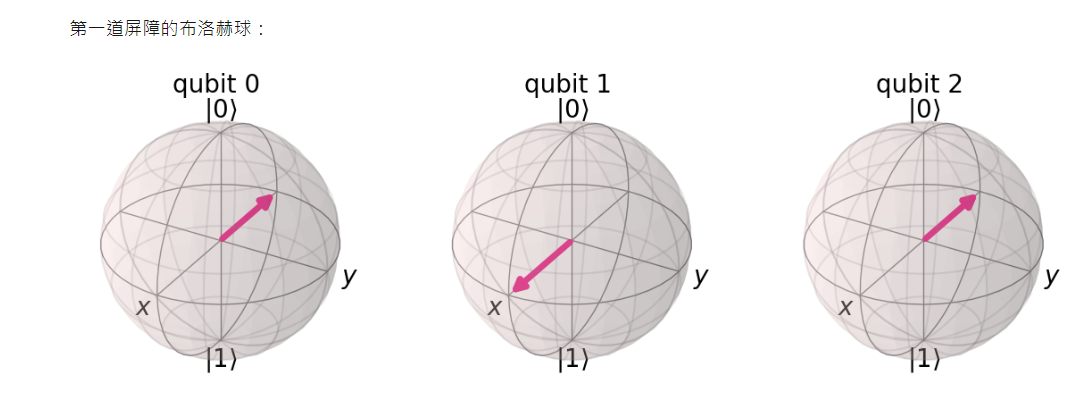 第一道屏障的布洛赫球：
qubit 0
|0⟩
x
y
|1⟩
qubit 1
|0⟩
x
y
|1⟩
qubit 2
|0⟩
x
y
|1⟩